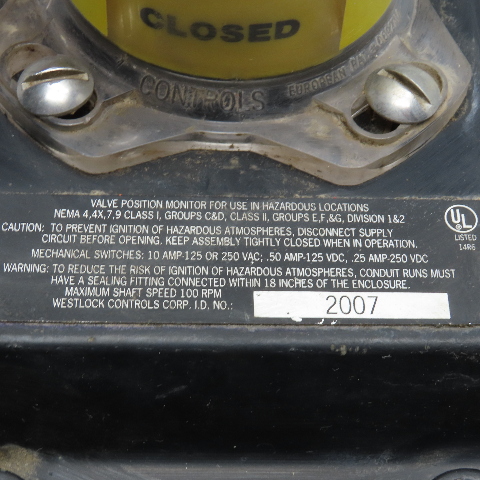 CLOSED
CONTROLS
EUROPEAN
VALVE POSITION MONITOR FOR USE IN HAZARDOUS LOCATIONS
NEMA 4,4X,7,9 CLASS I, GROUPS C&D, CLASS II, GROUPS E,F,&G, DIVISION 1&2
CAUTION: TO PREVENT IGNITION OF HAZARDOUS ATMOSPHERES, DISCONNECT SUPPLY
CIRCUIT BEFORE OPENING. KEEP ASSEMBLY TIGHTLY CLOSED WHEN IN OPERATION.
MECHANICAL SWITCHES: 10 AMP-125 OR 250 VAC; .50 AMP-125 VDC, .25 AMP-250 VDC
WARNING: TO REDUCE THE RISK OF IGNITION OF HAZARDOUS ATMOSPHERES, CONDUIT RUNS MUST
HAVE A SEALING FITTING CONNECTED WITHIN 18 INCHES OF THE ENCLOSURE.
MAXIMUM SHAFT SPEED 100 RPM
WESTLOCK CONTROLS CORP. I.D. NO.: 2007
UL
LISTED
14R6